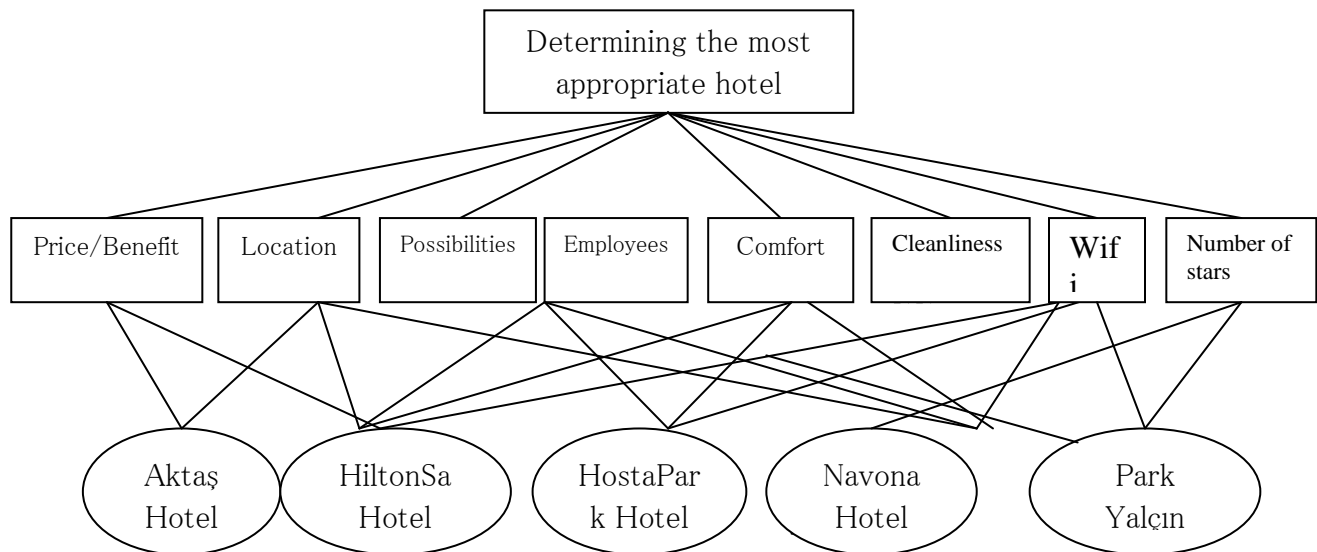 Determining the most
appropriate hotel
Price/Benefit
Location
Possibilities
Employees
Comfort
Cleanliness
Wif
i
Number of
stars
Aktaş
Hotel
HiltonSa
Hotel
HostaPar
k Hotel
Navona
Hotel
Park
Yalçın